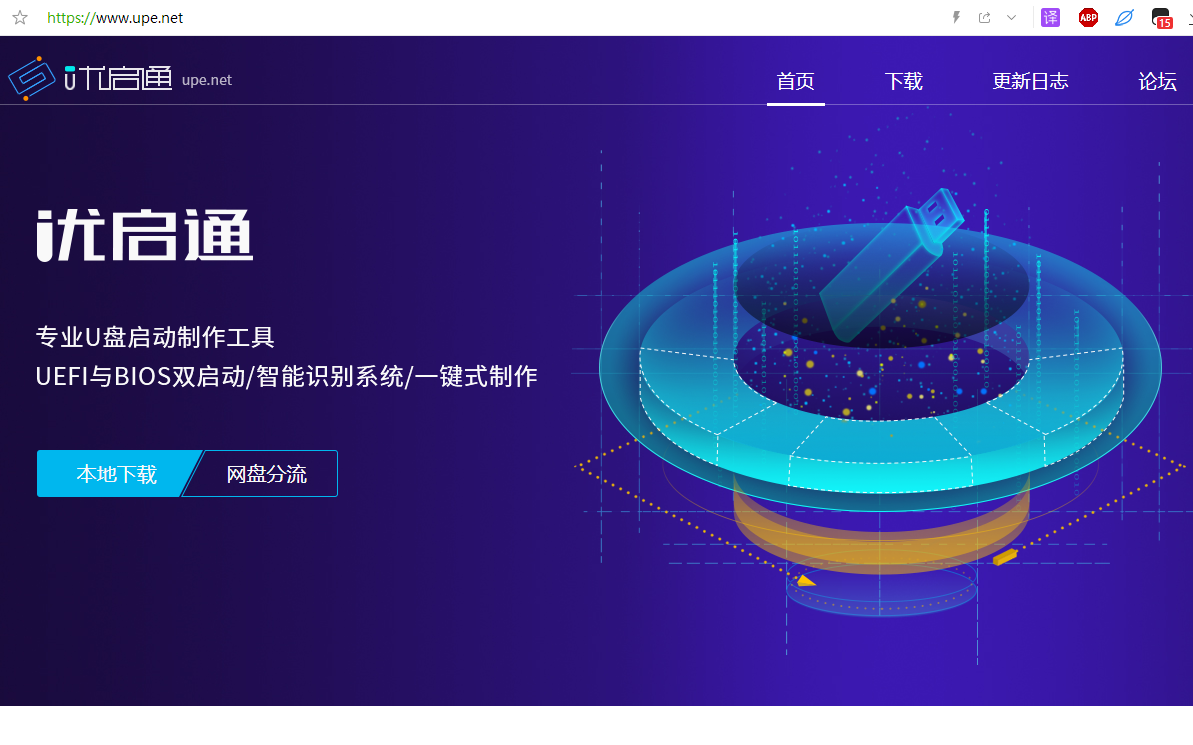 https://www.upe.net
译
ABP
15
优启通 upe.net
首页 下载 更新日志 论坛
优启通
专业U盘启动制作工具
UEFI与BIOS双启动/智能识别系统/一键式制作
本地下载 网盘分流